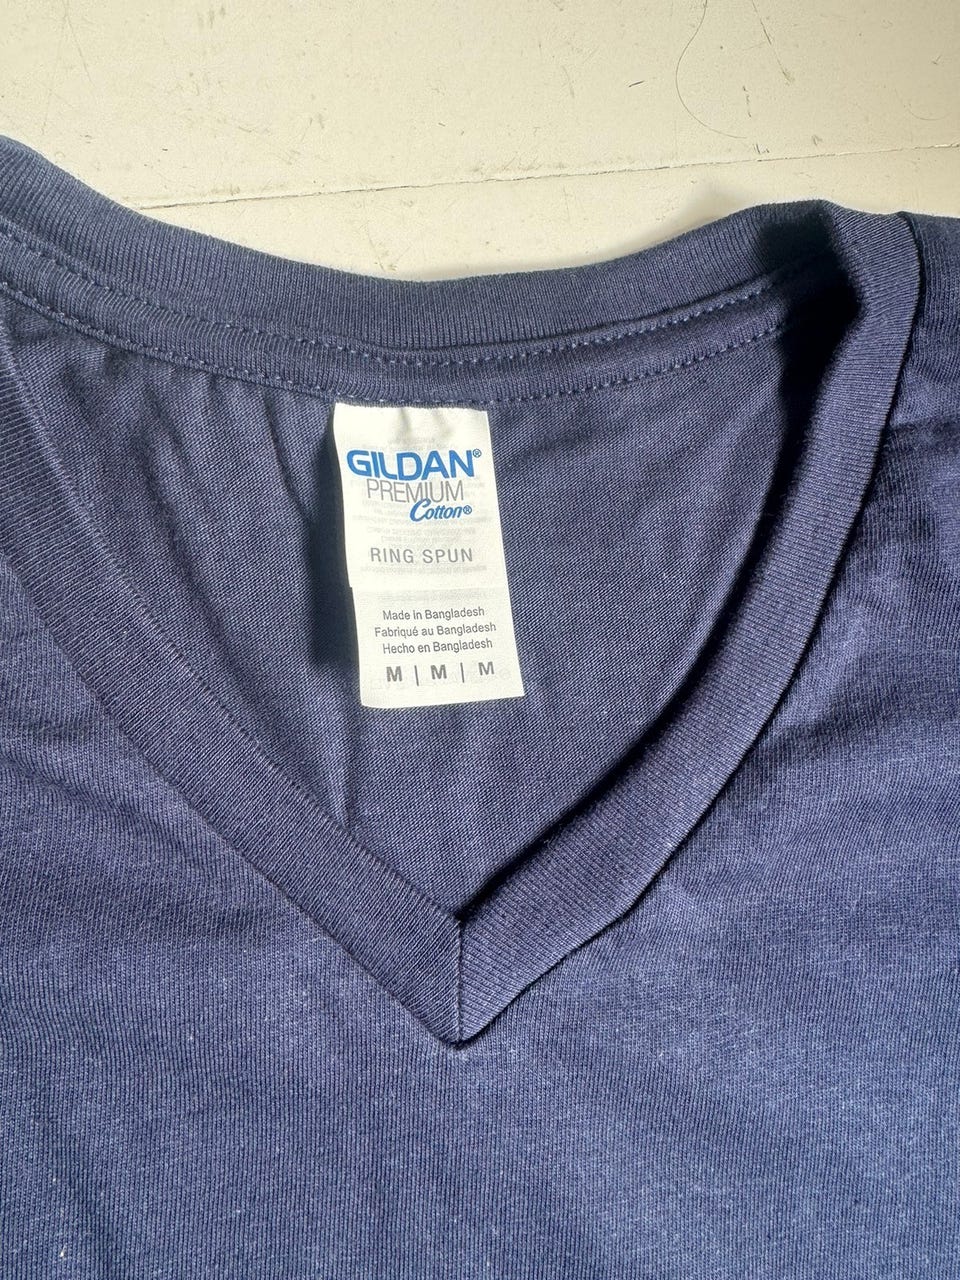 GILDAN®
PREMIUM
Cotton®
RING SPUN
Made in Bangladesh
Fabriqué au Bangladesh
Hecho en Bangladesh
M | M | M